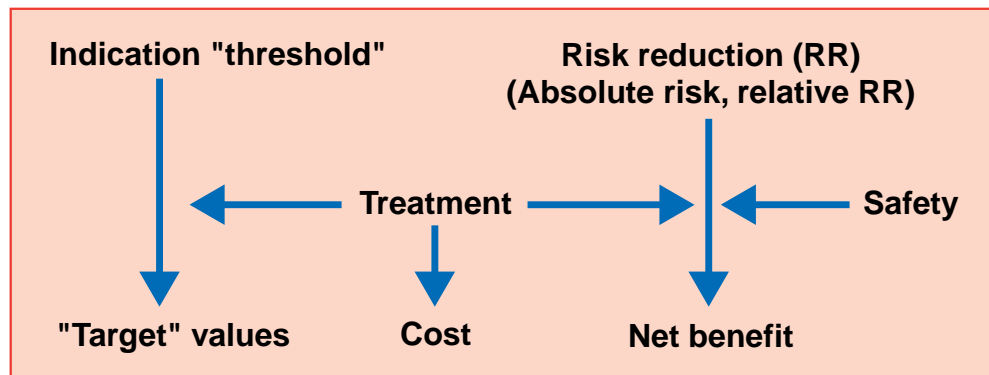 Indication "threshold"
Risk reduction (RR)
(Absolute risk, relative RR)
Treatment
Safety
"Target" values
Cost
Net benefit